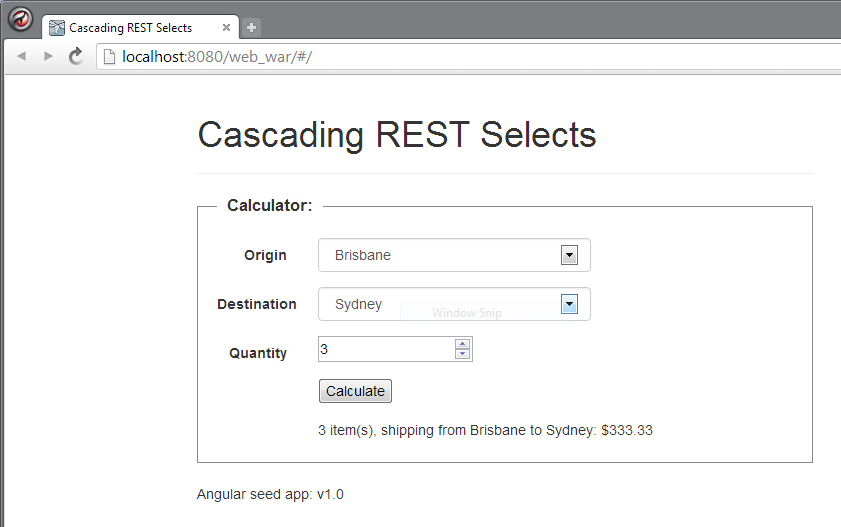 Cascading REST Selects
localhost:8080/web_war/#/
Cascading REST Selects
Calculator:
Origin
Brisbane
Destination
Sydney
Window Snip
Quantity
3
Calculate
3 item(s), shipping from Brisbane to Sydney: $333.33
Angular seed app: v1.0